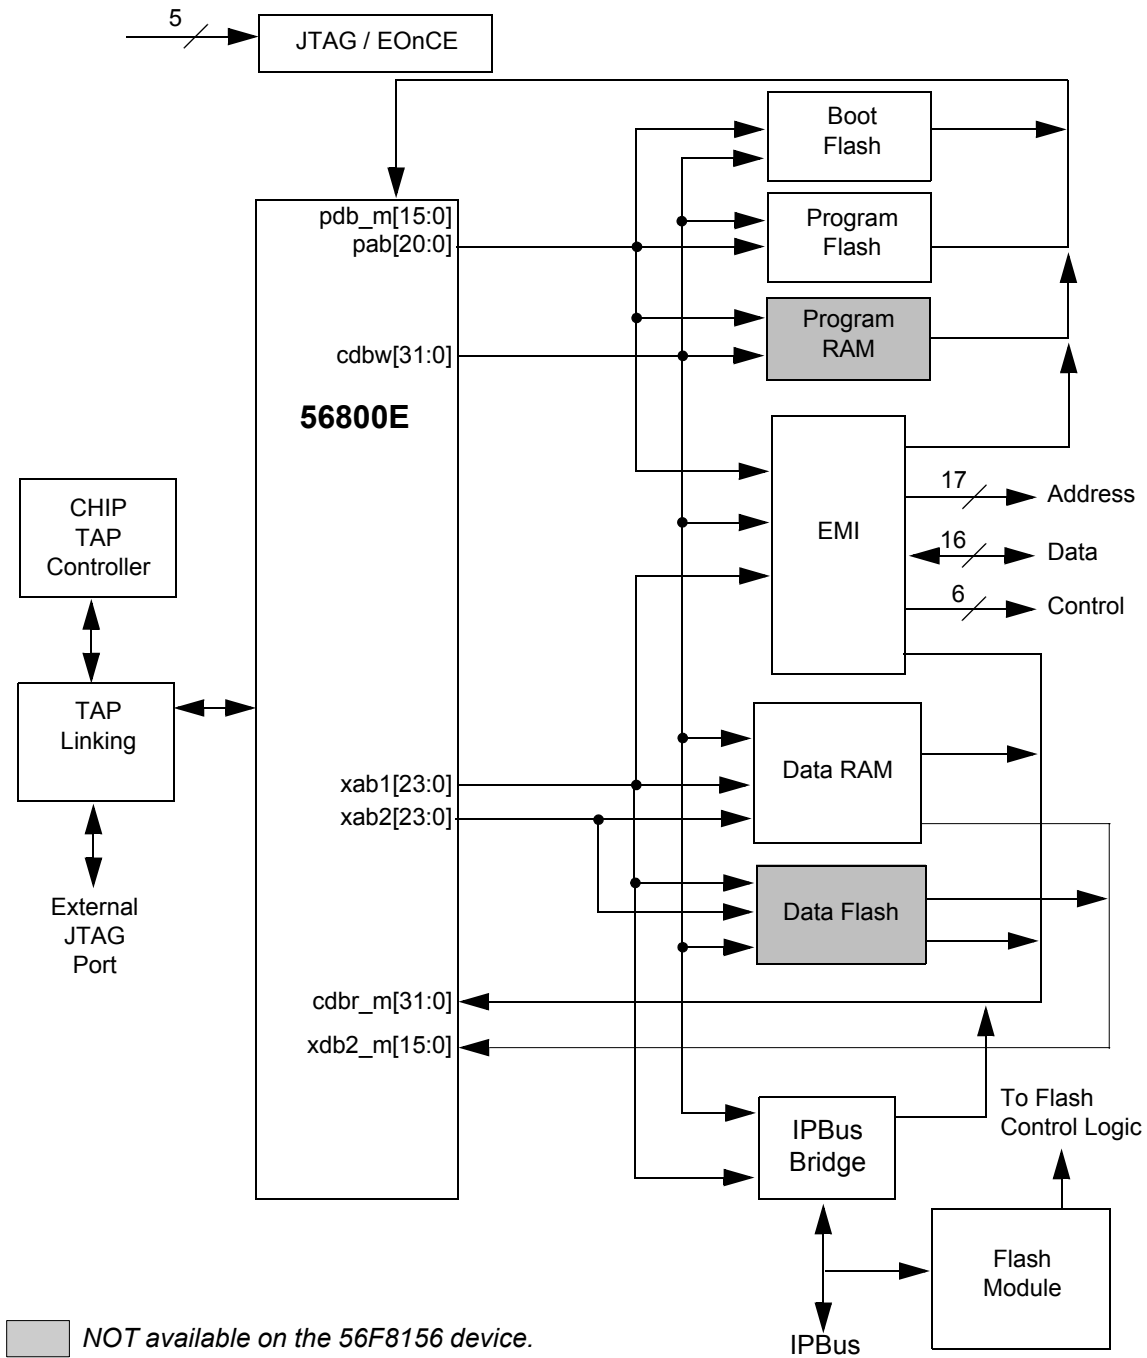 5
JTAG / EOnCE
Boot
Flash
pdb_m[15:0]
pab[20:0]
Program
Flash
Program
RAM
cdbw[31:0]
56800E
CHIP
TAP
Controller
EMI
17
Address
16
Data
6
Control
TAP
Linking
xab1[23:0]
xab2[23:0]
Data RAM
External
JTAG
Port
Data Flash
cdbr_m[31:0]
xdb2_m[15:0]
To Flash
Control Logic
IPBus
Bridge
Flash
Module
NOT available on the 56F8156 device.
IPBus